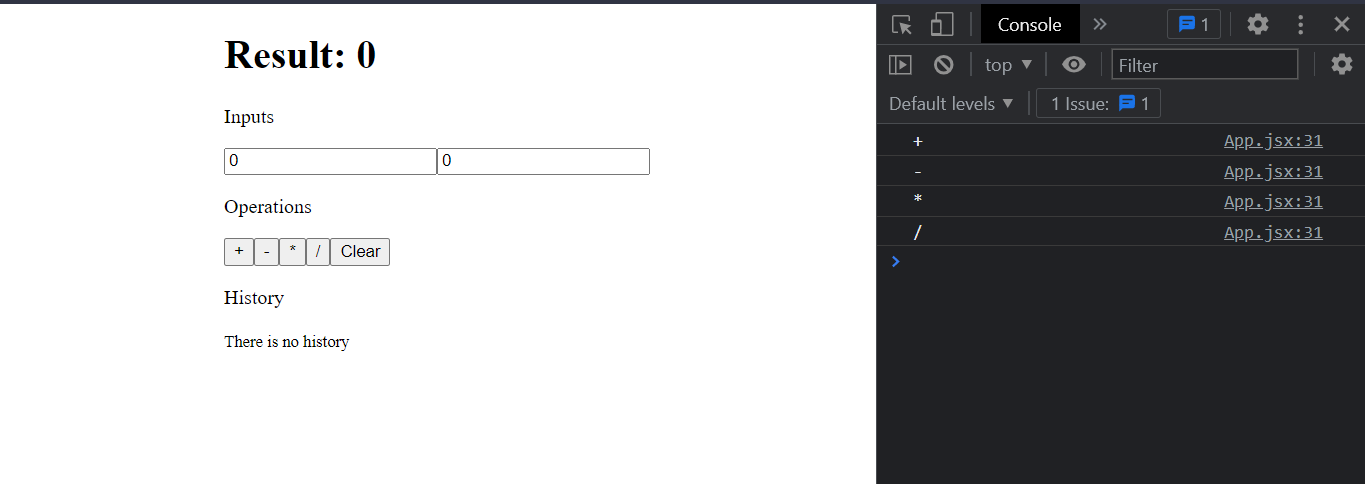 Result: 0
Inputs
0 0
Operations
+ - * / Clear
History
There is no history
Console 1
top Filter
Default levels 1 Issue: 1
+ App.jsx:31
- App.jsx:31
* App.jsx:31
/ App.jsx:31